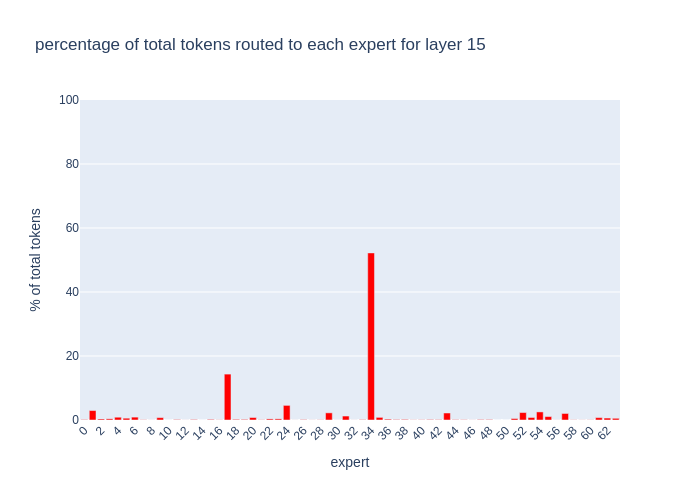 percentage of total tokens routed to each expert for layer 15
100
80
60
40
20
0
% of total tokens
0 2 4 6 8 10 12 14 16 18 20 22 24 26 28 30 32 34 36 38 40 42 44 46 48 50 52 54 56 58 60 62
expert